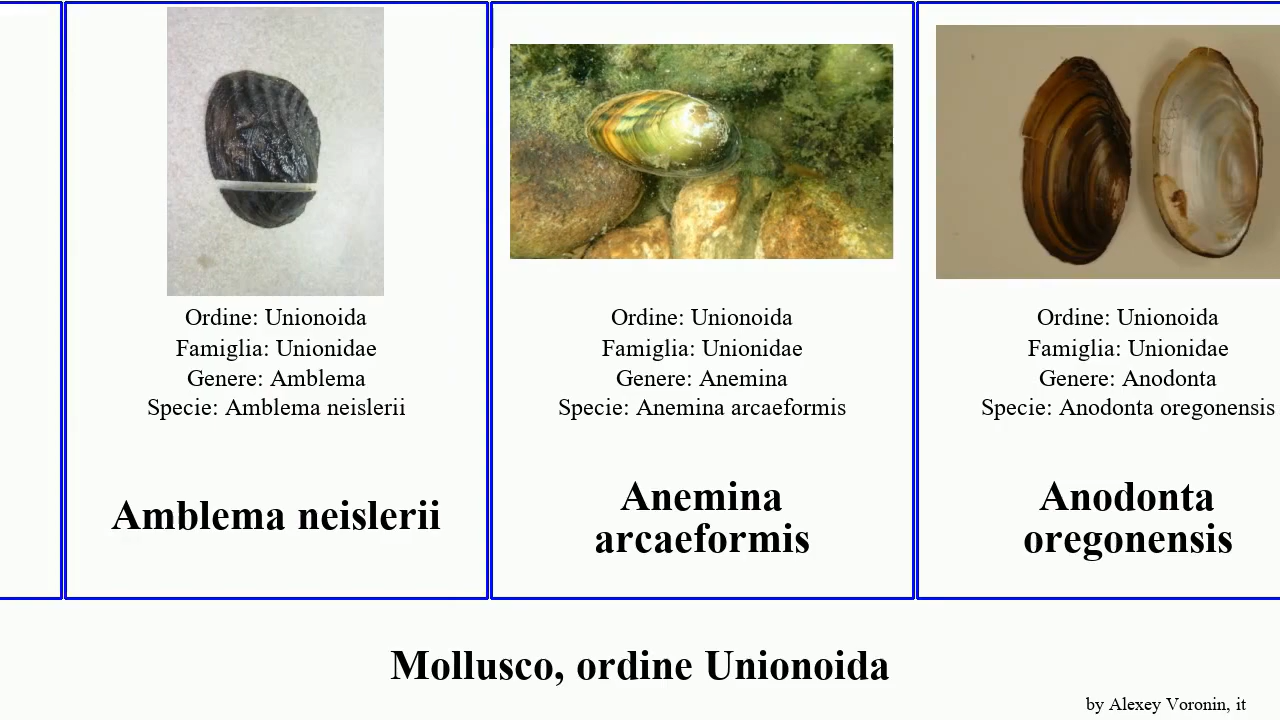 Ordine: Unionoida
Famiglia: Unionidae
Genere: Amblema
Specie: Amblema neislerii
Amblema neislerii
Ordine: Unionoida
Famiglia: Unionidae
Genere: Anemina
Specie: Anemina arcaeformis
Anemina
arcaeformis
Ordine: Unionoida
Famiglia: Unionidae
Genere: Anodonta
Specie: Anodonta oregonensis
Anodonta
oregonensis
Mollusco, ordine Unionoida
by Alexey Voronin, it